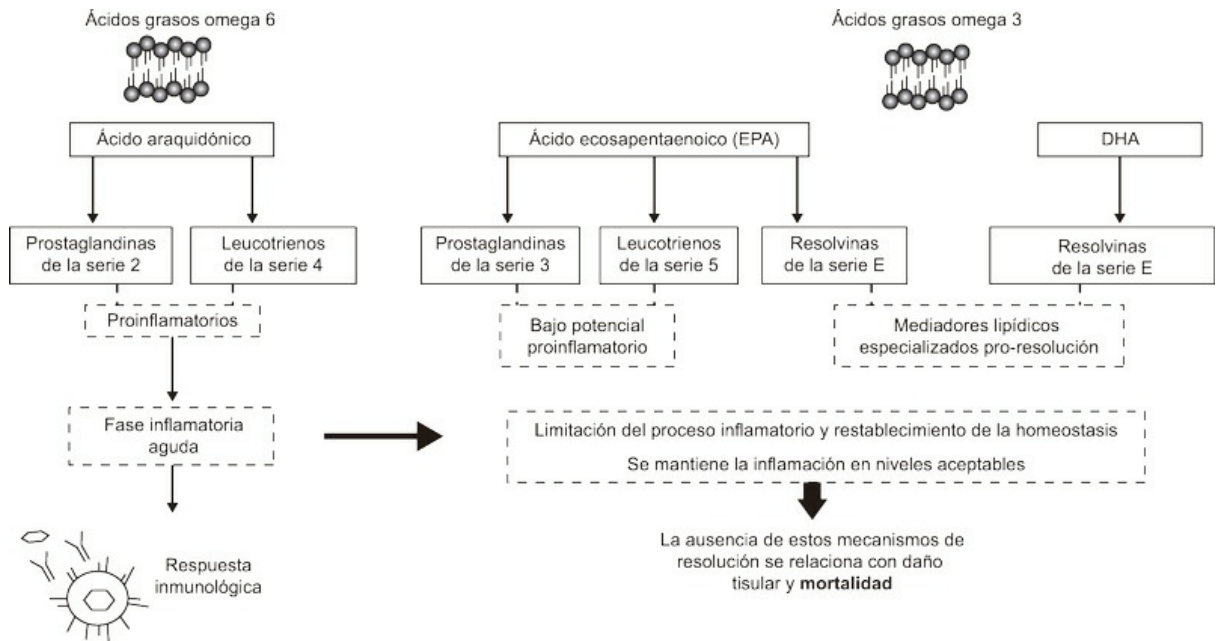 Ácidos grasos omega 6
Ácidos grasos omega 3
Ácido araquidónico
Ácido ecosapentaenoico (EPA)
DHA
Prostaglandinas
de la serie 2
Leucotrienos
de la serie 4
Prostaglandinas
de la serie 3
Leucotrienos
de la serie 5
Resolvinas
de la serie E
Resolvinas
de la serie E
Proinflamatorios
Bajo potencial
proinflamatorio
Mediadores lipídicos
especializados pro-resolución
Fase inflamatoria
aguda
Limitación del proceso inflamatorio y restablecimiento de la homeostasis
Se mantiene la inflamación en niveles aceptables
Respuesta
inmunológica
La ausencia de estos mecanismos de
resolución se relaciona con daño
tisular y mortalidad